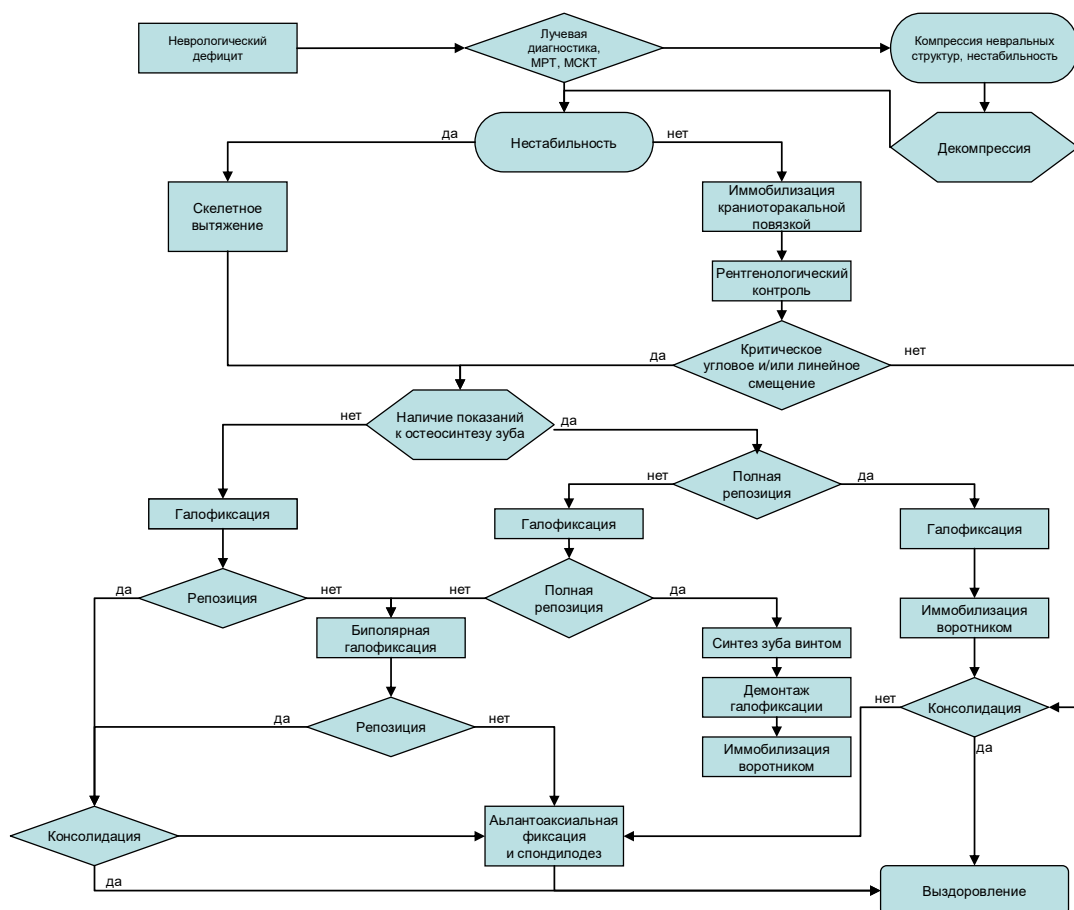 Неврологический
дефицит
Лучевая
диагностика,
МРТ, МСКТ
Компрессия невральных
структур, нестабильность
да
Нестабильность
нет
Декомпрессия
Скелетное
вытяжение
Иммобилизация
краниоторакальной
повязкой
Рентгенологический
контроль
да
Критическое
угловое и/или линейное
смещение
нет
нет
Наличие показаний
к остеосинтезу зуба
да
нет
Полная
репозиция
да
Галофиксация
Галофиксация
Галофиксация
да
Репозиция
нет
нет
Полная
репозиция
да
Иммобилизация
воротником
Биполярная
галофиксация
Синтез зуба винтом
Демонтаж
галофиксации
Иммобилизация
воротником
да
Репозиция
нет
нет
Консолидация
да
Консолидация
Аьлантоаксиальная
фиксация
и спондилодез
да
Выздоровление